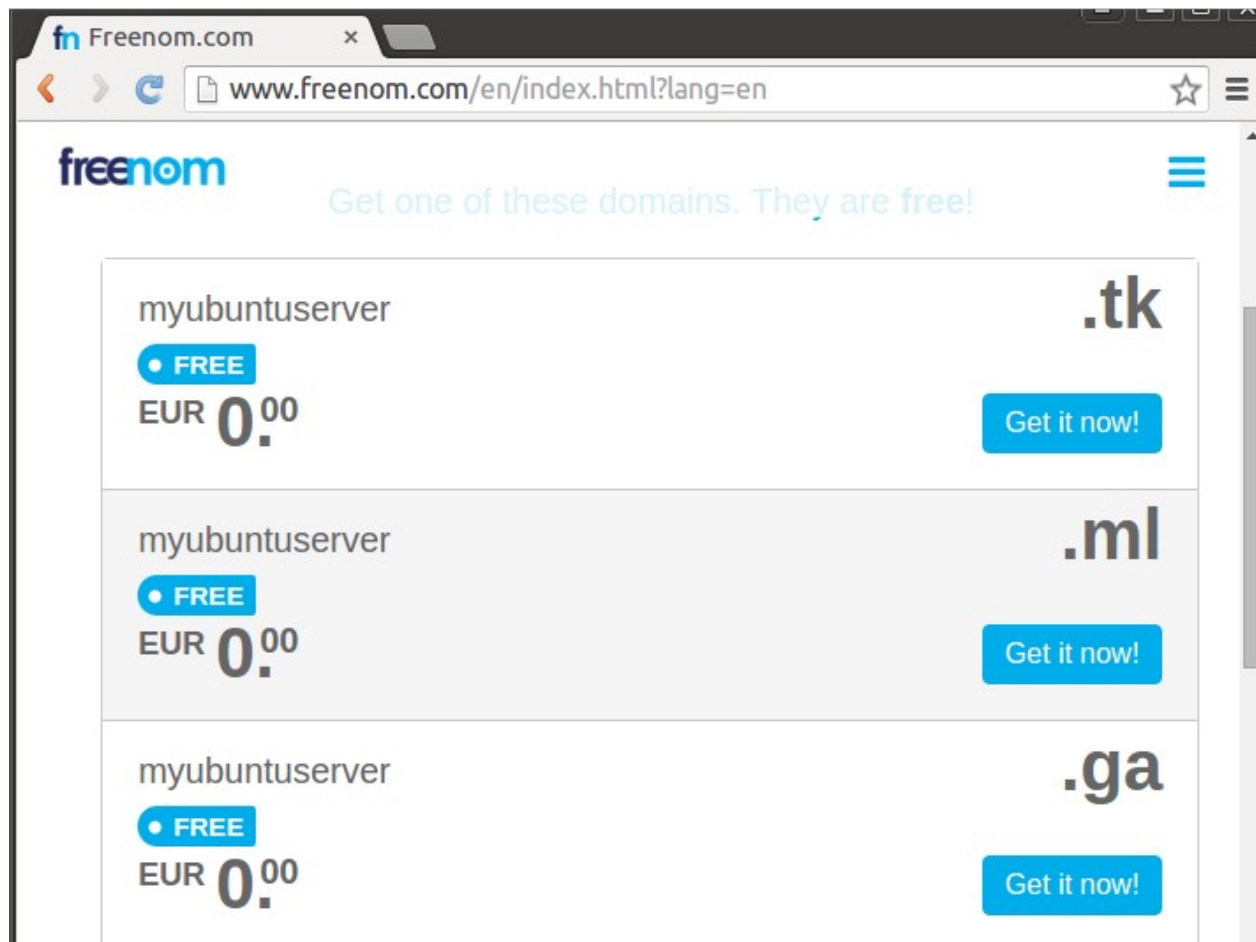 fn Freenom.com
www.freenom.com/en/index.html?lang=en
freenom
Get one of these domains. They are free!
myubuntuserver
.tk
FREE
EUR 0.00
Get it now!
myubuntuserver
.ml
FREE
EUR 0.00
Get it now!
myubuntuserver
.ga
FREE
EUR 0.00
Get it now!